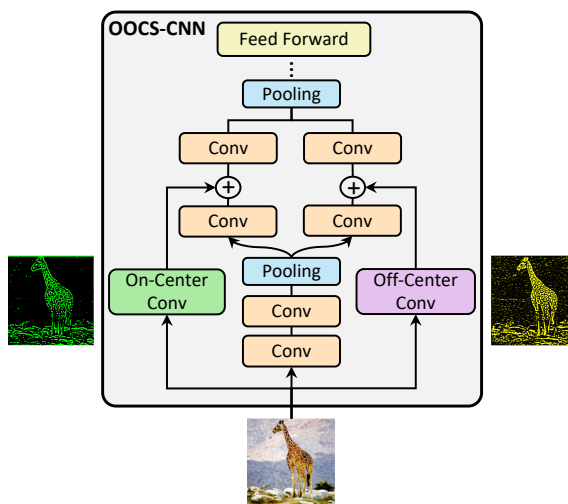 OOCS-CNN
Feed Forward
Pooling
Conv
Conv
+
+
Conv
Conv
Pooling
On-Center
Conv
Off-Center
Conv
Conv
Conv